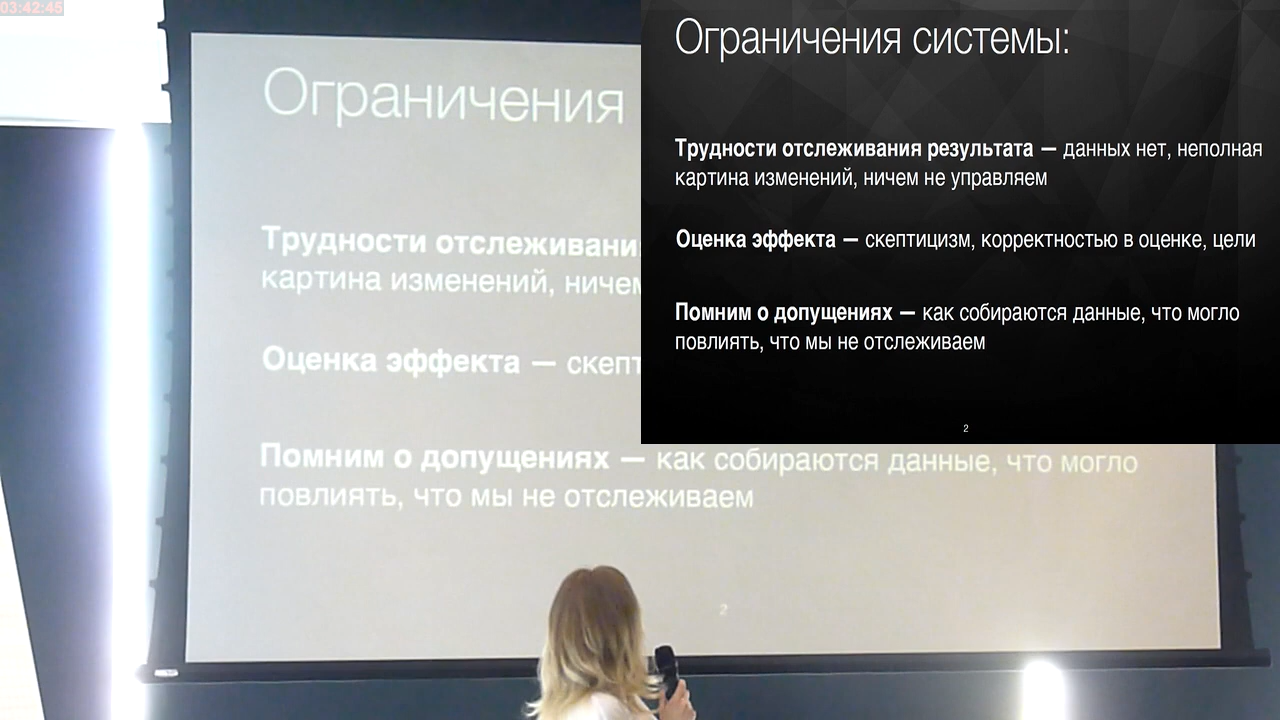 03:42:45
Ограничения
Трудности отслеживани
картина изменений, ничем
Оценка эффекта — скепт
Помним о допущениях — как собираются данные, что могло
повлиять, что мы не отслеживаем
2
Ограничения системы:
Трудности отслеживания результата — данных нет, неполная
картина изменений, ничем не управляем
Оценка эффекта — скептицизм, корректностью в оценке, цели
Помним о допущениях — как собираются данные, что могло
повлиять, что мы не отслеживаем
2